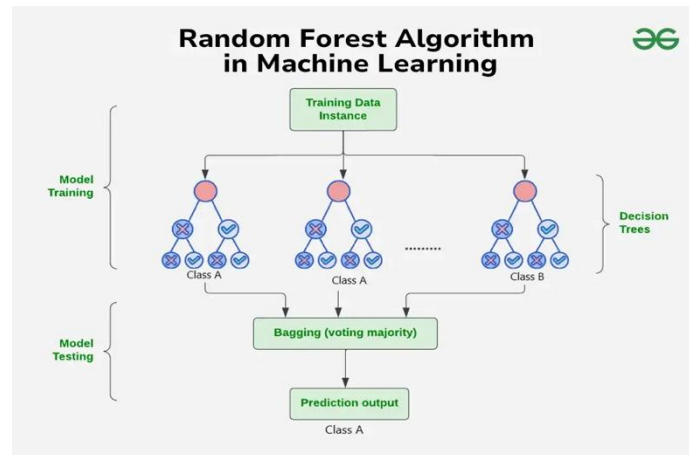 Random Forest Algorithm
in Machine Learning
Training Data
Instance
Model
Training
Decision
Trees
.........
Class A
Class A
Class B
Bagging (voting majority)
Model
Testing
Prediction output
Class A